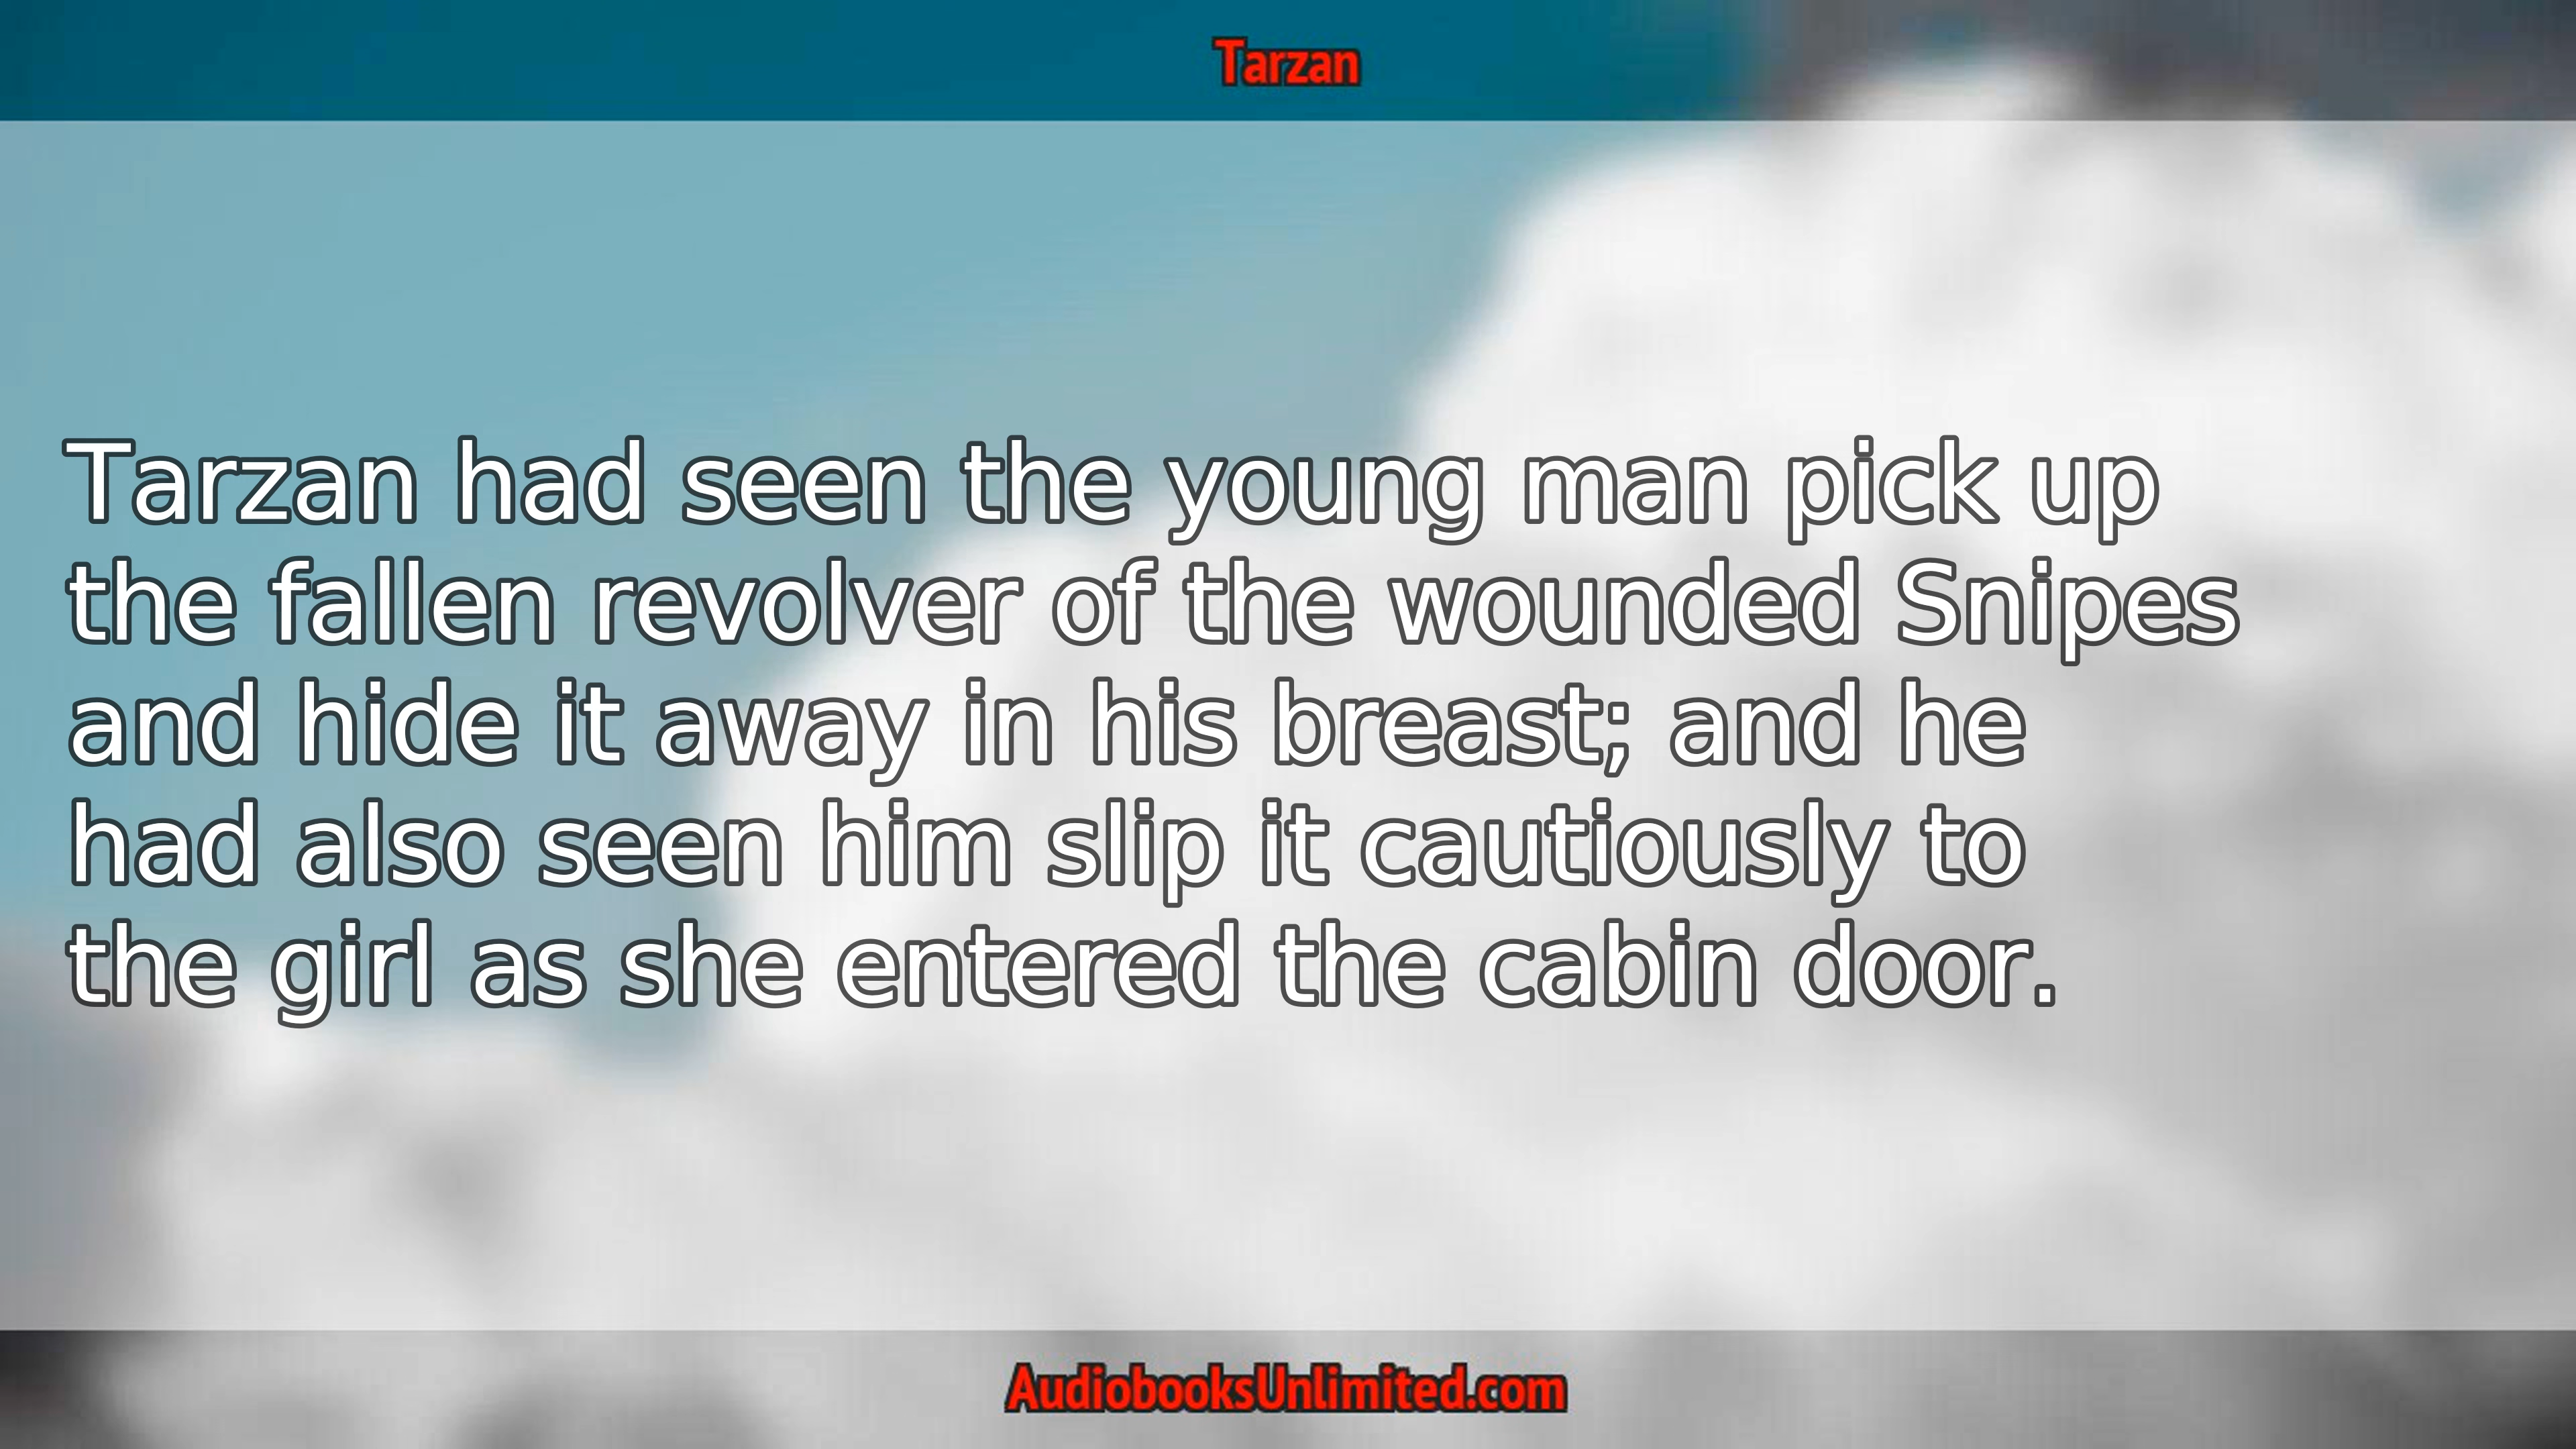 Tarzan
Tarzan had seen the young man pick up
the fallen revolver of the wounded Snipes
and hide it away in his breast; and he
had also seen him slip it cautiously to
the girl as she entered the cabin door.
AudiobooksUnlimited.com